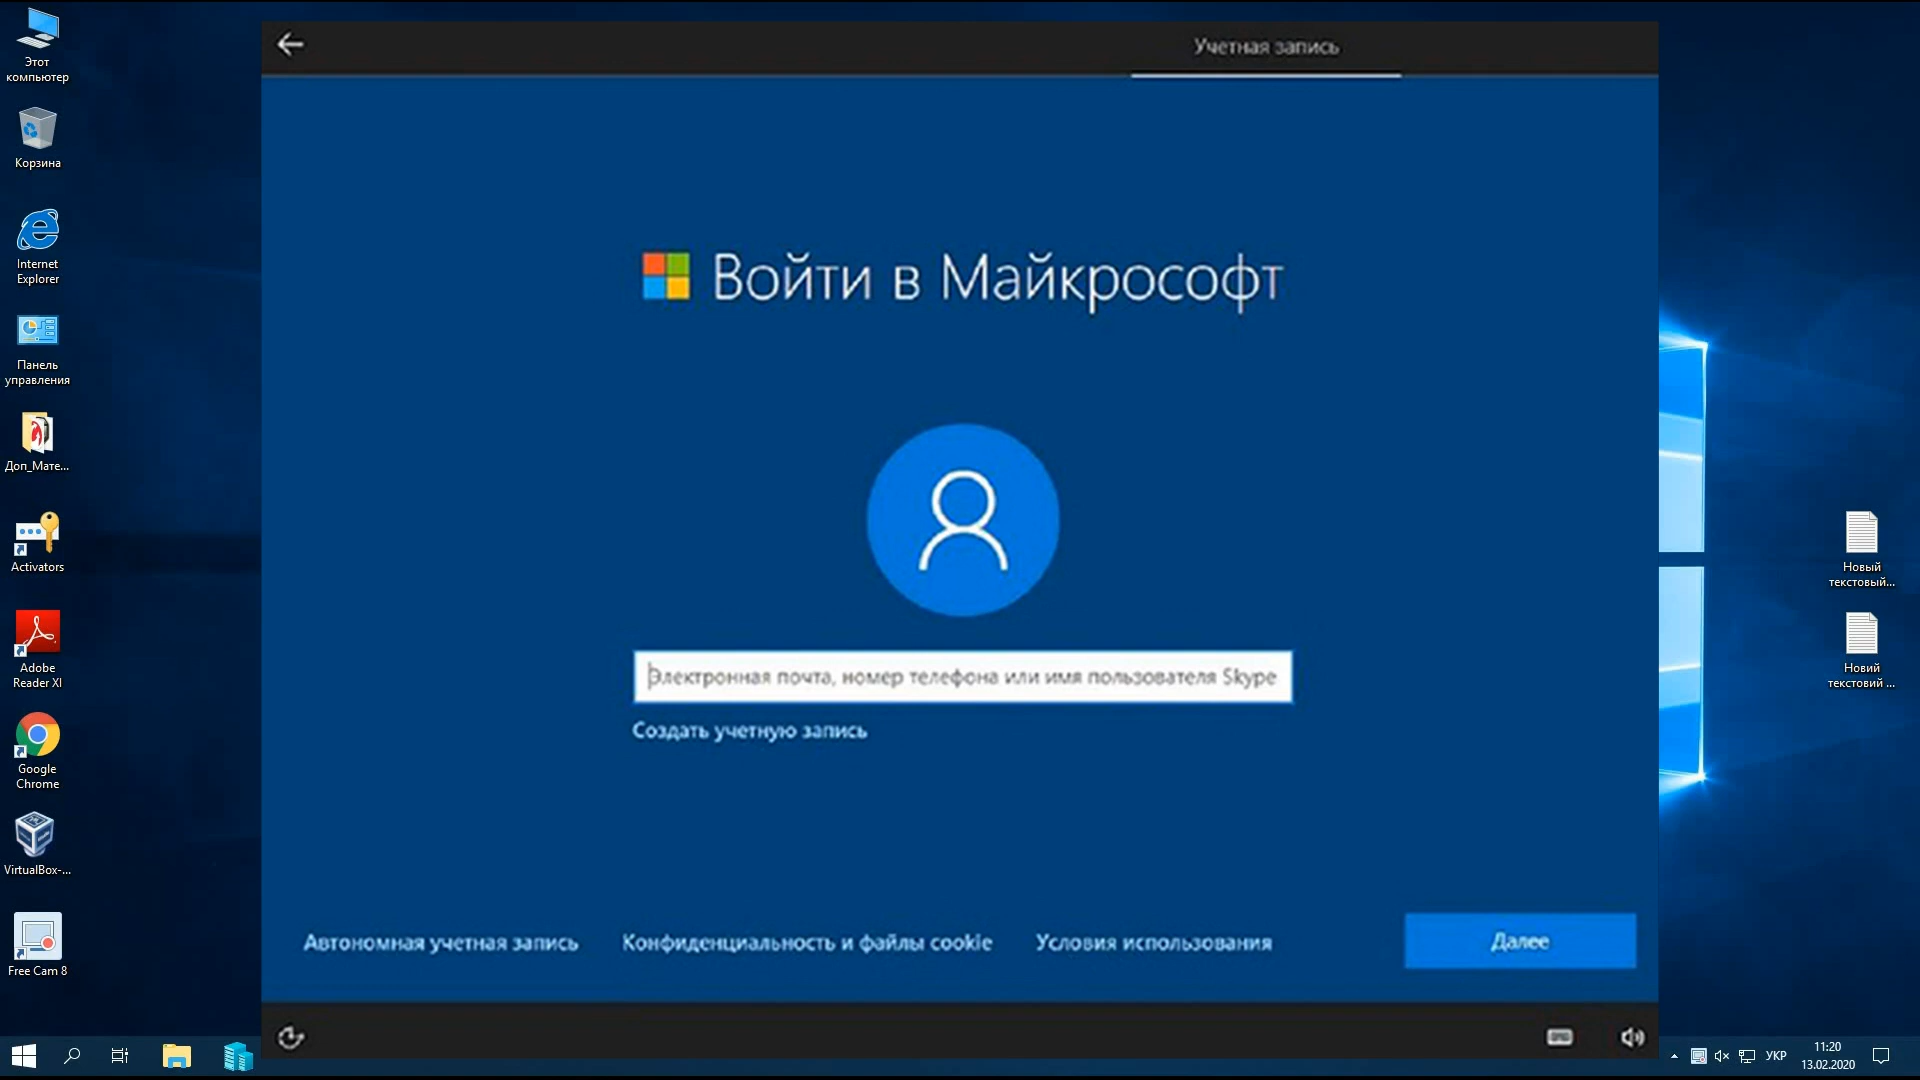 Этот
компьютер
Корзина
Internet
Explorer
Панель
управления
Доп_Мате...
Activators
Adobe
Reader XI
Google
Chrome
VirtualBox-...
Free Cam 8
Учетная запись
Войти в Майкрософт
Электронная почта, номер телефона или имя пользователя Skype
Создать учетную запись
Автономная учетная запись
Конфиденциальность и файлы cookie
Условия использования
Далее
Новый
текстовый...
Новий
текстовий ...
УКР
11:20
13.02.2020